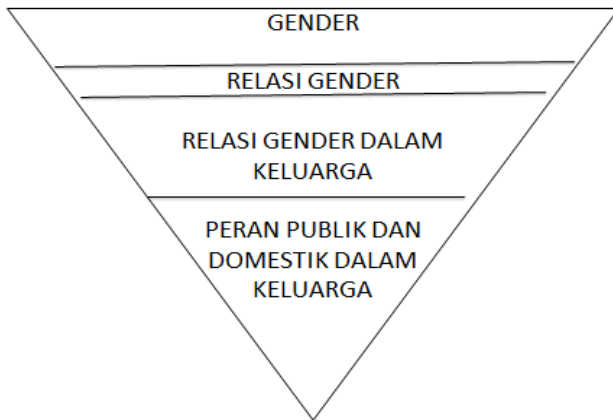 GENDER
RELASI GENDER
RELASI GENDER DALAM
KELUARGA
PERAN PUBLIK DAN
DOMESTIK DALAM
KELUARGA